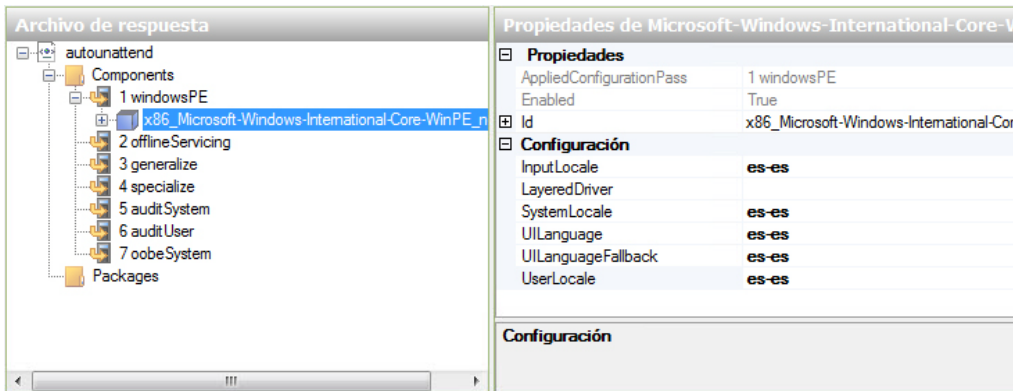 Archivo de respuesta
autounattend
Components
1 windowsPE
x86_Microsoft-Windows-International-Core-WinPE_n
2 offlineServicing
3 generalize
4 specialize
5 auditSystem
6 auditUser
7 oobeSystem
Packages
Propiedades de Microsoft-Windows-International-Core-W
Propiedades
AppliedConfigurationPass 1 windowsPE
Enabled True
Id x86_Microsoft-Windows-International-Cor
Configuración
InputLocale es-es
LayeredDriver
SystemLocale es-es
UILanguage es-es
UILanguageFallback es-es
UserLocale es-es
Configuración